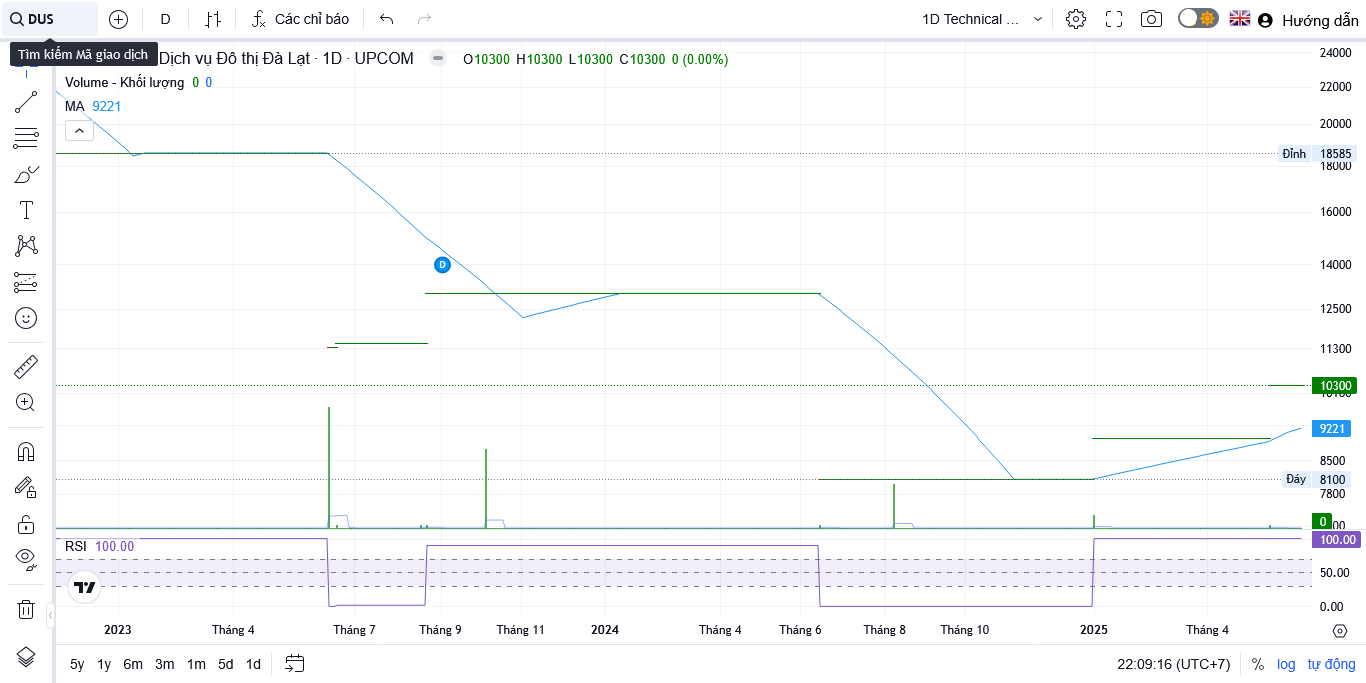 DUS
D
Các chỉ báo
1D Technical ...
Hướng dẫn
Tìm kiếm Mã giao dịch
Dịch vụ Đô thị Đà Lạt · 1D · UPCOM
O10300 H10300 L10300 C10300 0 (0.00%)
Volume - Khối lượng 0 0
MA 9221
24000
22000
20000
Đỉnh 18585
18000
16000
D
14000
12500
11300
10300
9221
8500
Đáy 8100
7800
0
RSI 100.00
100.00
50.00
0.00
2023
Tháng 4
Tháng 7
Tháng 9
Tháng 11
2024
Tháng 4
Tháng 6
Tháng 8
Tháng 10
2025
Tháng 4
5y 1y 6m 3m 1m 5d 1d
22:09:16 (UTC+7)
% log tự động